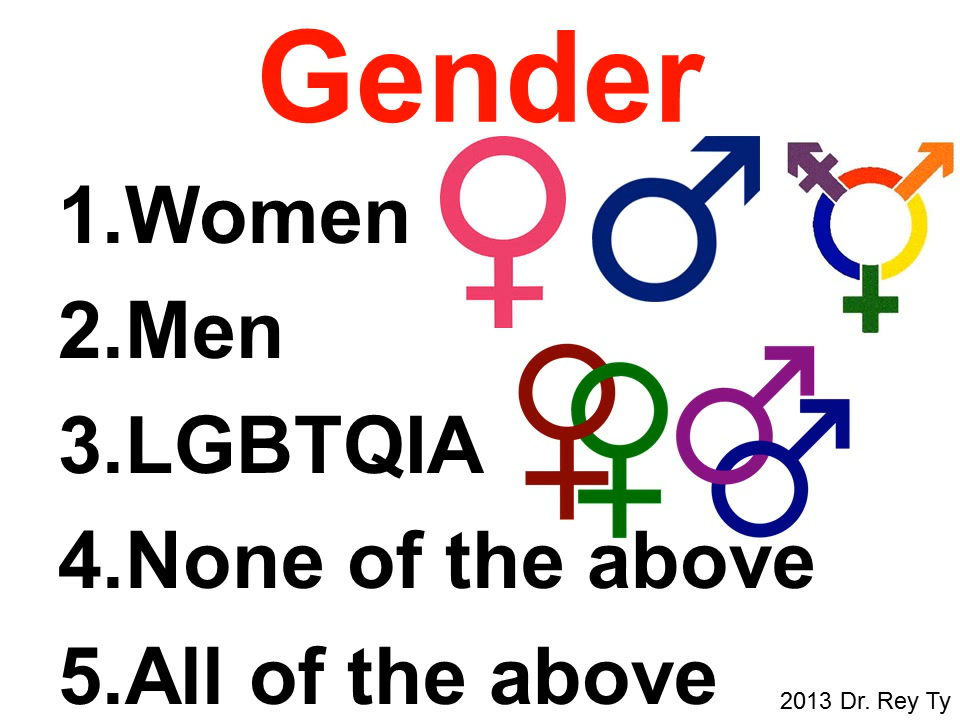 Gender
1.Women
2.Men
3.LGBTQIA
4.None of the above
5.All of the above
2013 Dr. Rey Ty